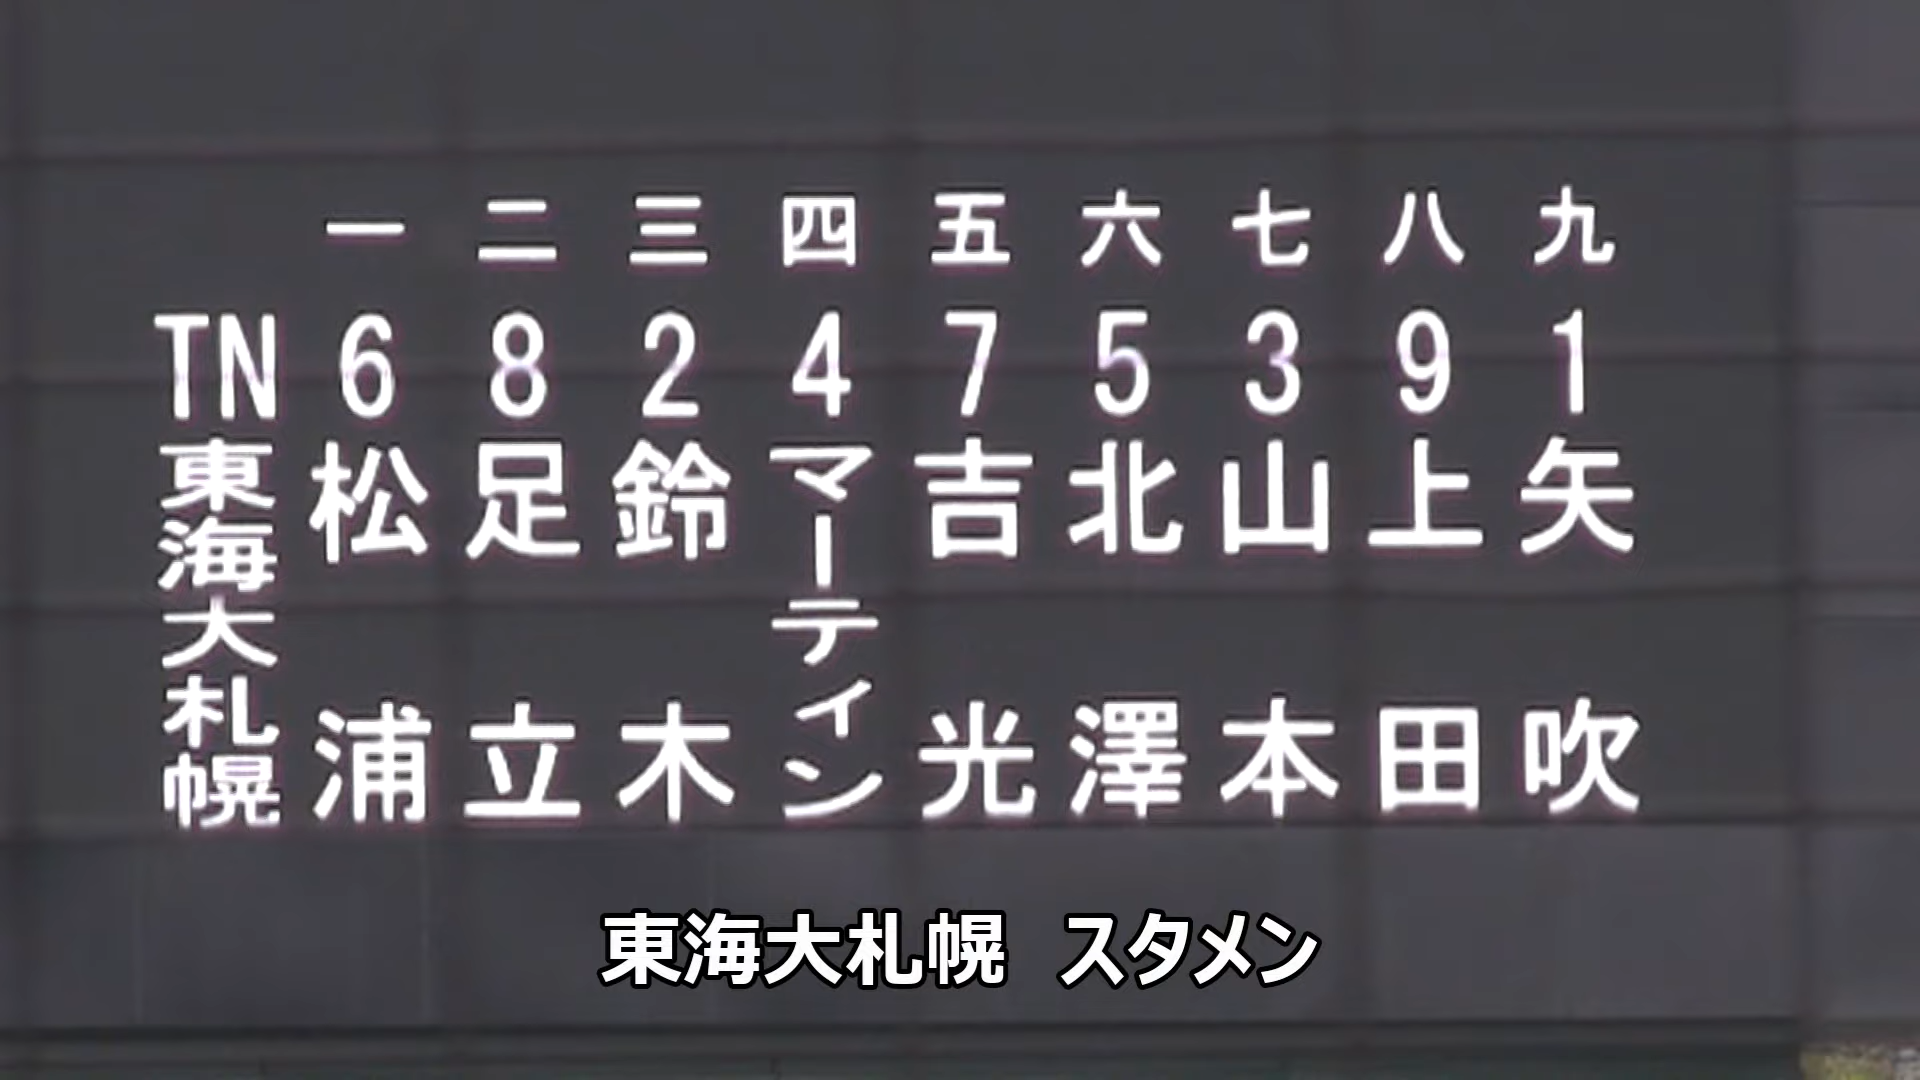 一 二 三 四 五 六 七 八 九
TN 6 8 2 4 7 5 3 9 1
東海大札幌
松浦
足立
鈴木
マーティン
吉光
北澤
山本
上田
矢吹
東海大札幌 スタメン